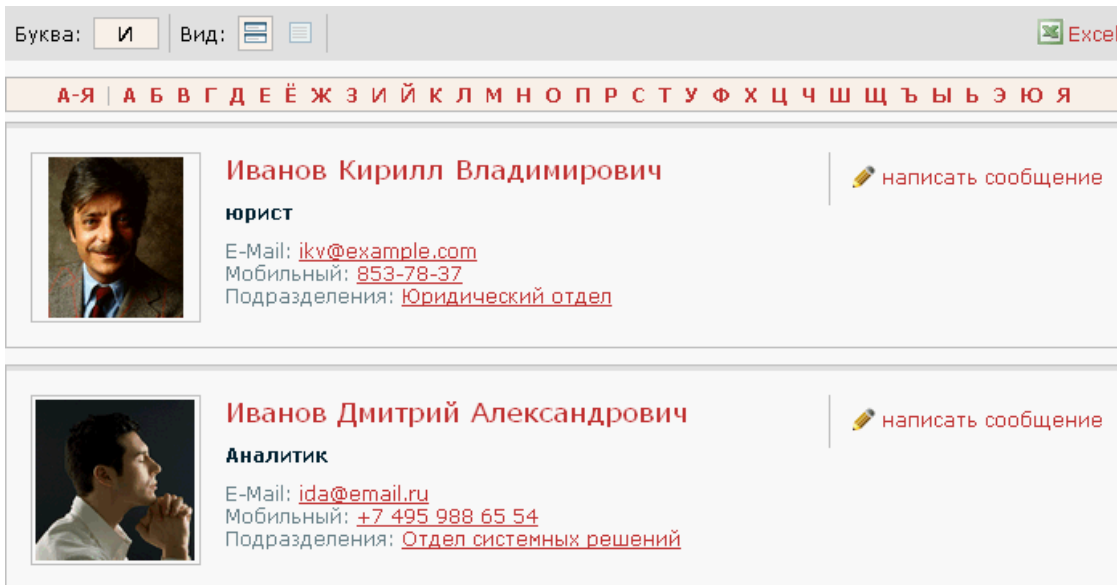 Буква: И Вид: Excel
А-Я | А Б В Г Д Е Ё Ж З И Й К Л М Н О П Р С Т У Ф Х Ц Ч Ш Щ Ъ Ы Ь Э Ю Я
Иванов Кирилл Владимирович
написать сообщение
юрист
E-Mail: ikv@example.com
Мобильный: 853-78-37
Подразделения: Юридический отдел
Иванов Дмитрий Александрович
написать сообщение
Аналитик
E-Mail: ida@email.ru
Мобильный: +7 495 988 65 54
Подразделения: Отдел системных решений